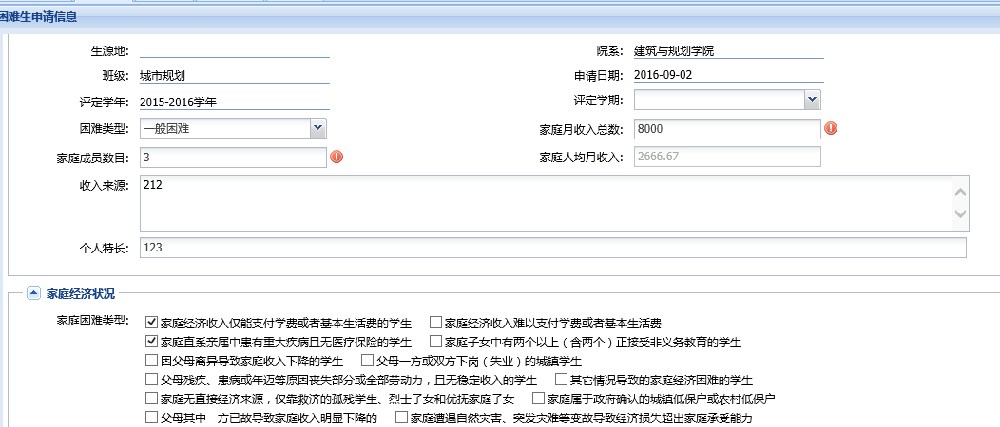 困难生申请信息
生源地: 院系: 建筑与规划学院
班级: 城市规划 申请日期: 2016-09-02
评定学年: 2015-2016学年 评定学期:
困难类型: 一般困难 家庭月收入总数: 8000
家庭成员数目: 3 家庭人均月收入: 2666.67
收入来源: 212
个人特长: 123
家庭经济状况
家庭困难类型: 家庭经济收入仅能支付学费或者基本生活费的学生 家庭经济收入难以支付学费或者基本生活费
家庭直系亲属中患有重大疾病且无医疗保险的学生 家庭子女中有两个以上（含两个）正接受非义务教育的学生
因父母离异导致家庭收入下降的学生 父母一方或双方下岗（失业）的城镇学生
父母残疾、患病或年迈等原因丧失部分或全部劳动力，且无稳定收入的学生 其它情况导致的家庭经济困难的学生
家庭无直接经济来源，仅靠救济的孤残学生、烈士子女和优抚家庭子女 家庭属于政府确认的城镇低保户或农村低保户
父母其中一方已故导致家庭收入明显下降的 家庭遭遇自然灾害、突发灾难等变故导致经济损失超出家庭承受能力